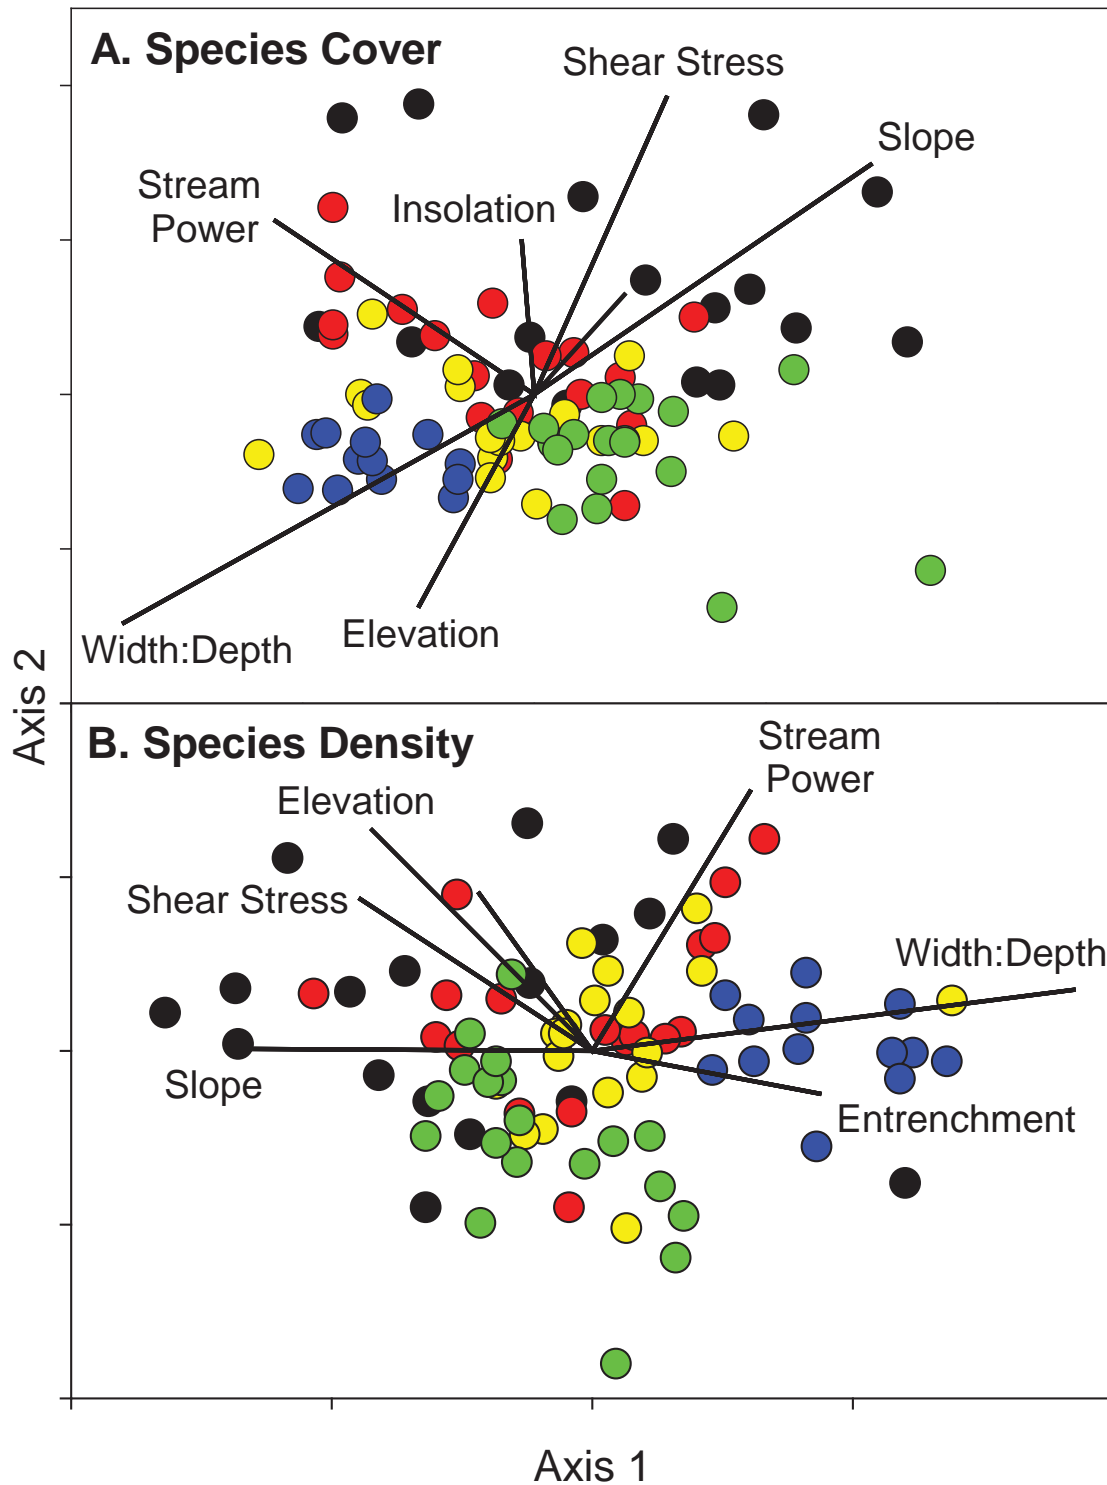 A. Species Cover
Shear Stress
Slope
Stream
Power
Insolation
Width:Depth
Elevation
Axis 2
B. Species Density
Stream
Power
Elevation
Shear Stress
Width:Depth
Slope
Entrenchment
Axis 1